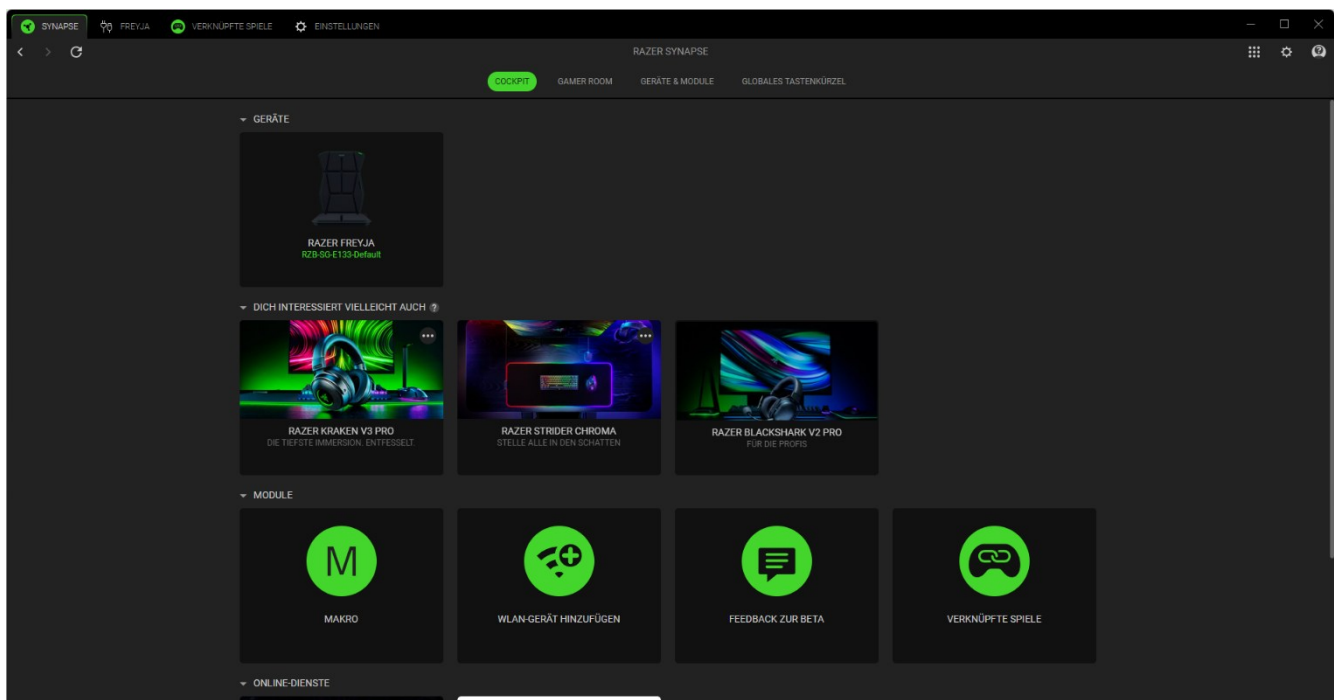 SYNAPSE
FREYJA
VERKNÜPFTE SPIELE
EINSTELLUNGEN
RAZER SYNAPSE
COCKPIT
GAMER ROOM
GERÄTE & MODULE
GLOBALES TASTENKÜRZEL
GERÄTE
RAZER FREYJA
RZB-SG-E133-Default
DICH INTERESSIERT VIELLEICHT AUCH ?
RAZER KRAKEN V3 PRO
DIE TIEFSTE IMMERSION. ENTFESSELT.
RAZER STRIDER CHROMA
STELLE ALLE IN DEN SCHATTEN
RAZER BLACKSHARK V2 PRO
FÜR DIE PROFIS
MODULE
M
MAKRO
WLAN-GERÄT HINZUFÜGEN
FEEDBACK ZUR BETA
VERKNÜPFTE SPIELE
ONLINE-DIENSTE